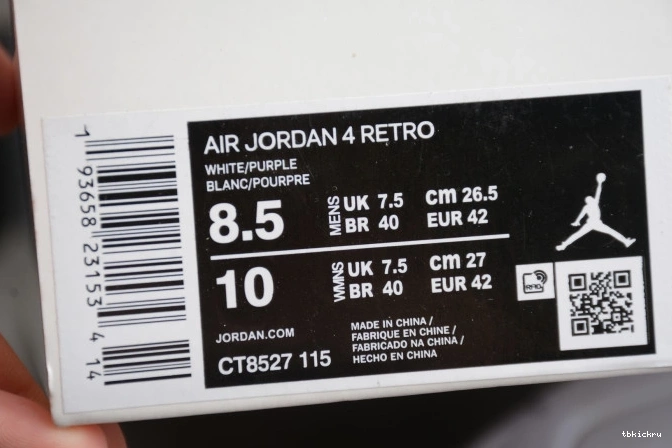 AIR JORDAN 4 RETRO
WHITE/PURPLE
BLANC/POURPRE
8.5
MENS
UK 7.5 cm 26.5
BR 40 EUR 42
10
WMNS
UK 7.5 cm 27
BR 40 EUR 42
JORDAN.COM
CT8527 115
MADE IN CHINA /
FABRIQUE EN CHINE /
FABRICADO NA CHINA /
HECHO EN CHINA
1 93658 23153 4 14
tbkickru